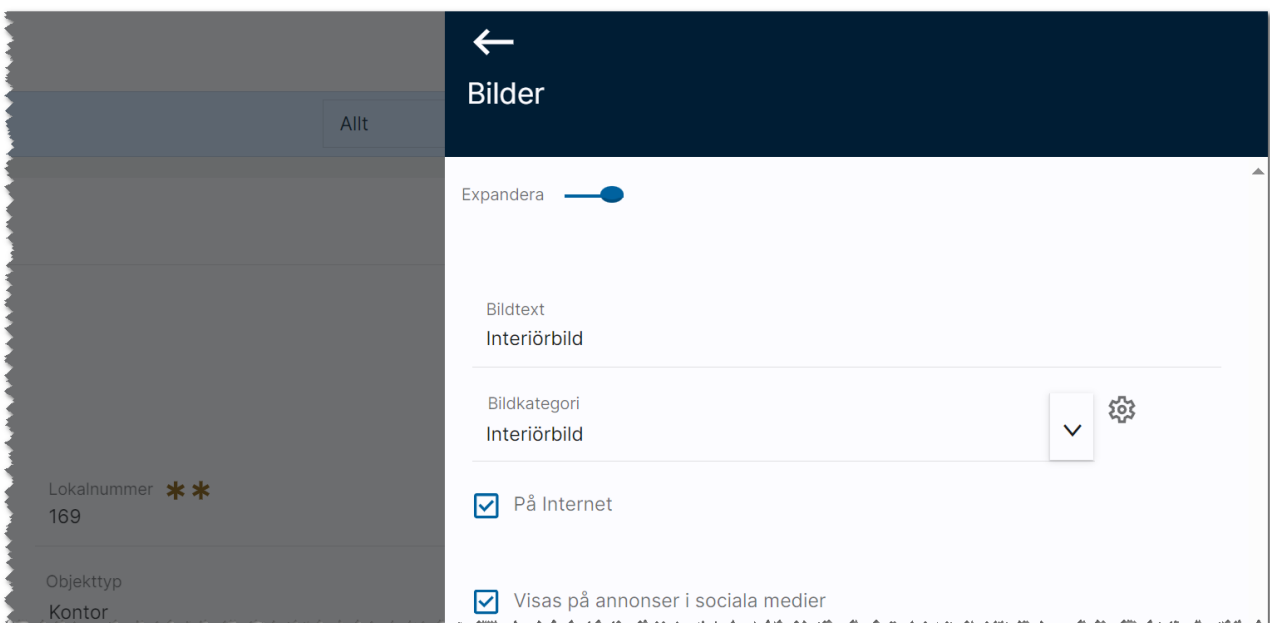 Bilder
Allt
Expandera
Bildtext
Interiörbild
Bildkategori
Interiörbild
Lokalnummer **
169
På Internet
Objekttyp
Kontor
Visas på annonser i sociala medier